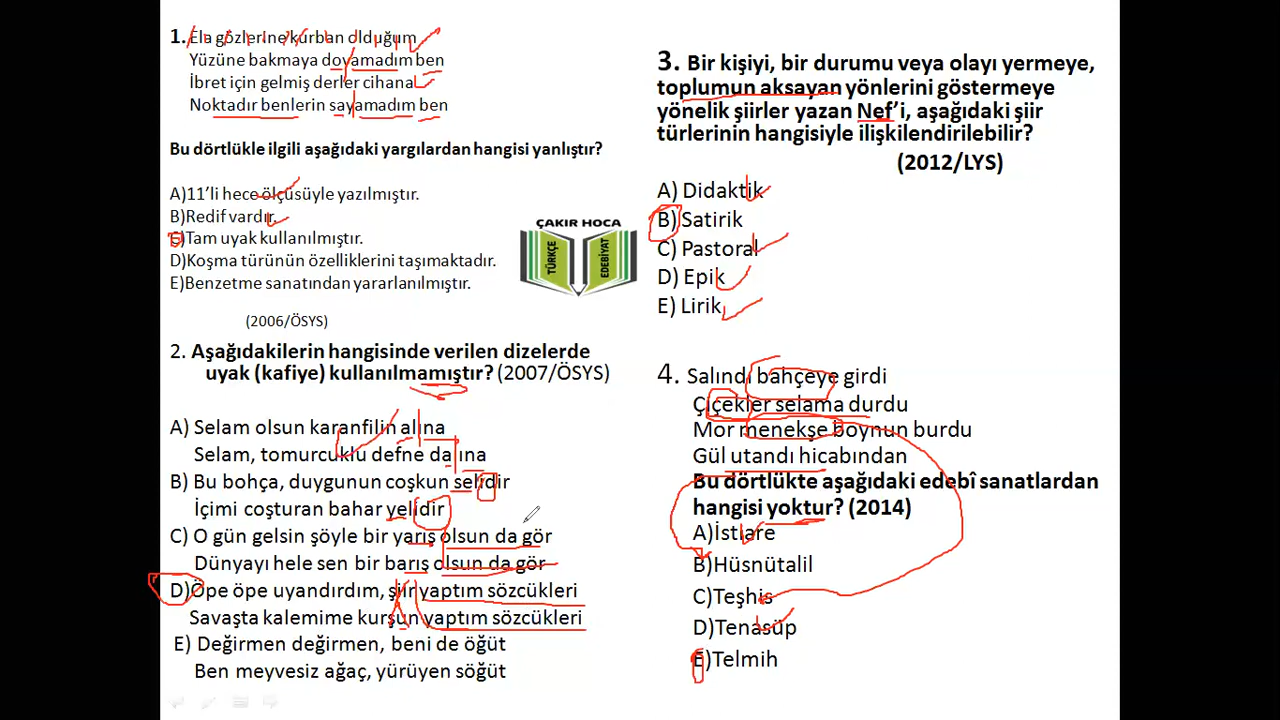 1. Ela gözlerine kurban olduğum
Yüzüne bakmaya doyamadım ben
İbret için gelmiş derler cihana
Noktadır benlerin sayamadım ben
Bu dörtlükle ilgili aşağıdaki yargılardan hangisi yanlıştır?
A)11’li hece ölçüsüyle yazılmıştır.
B)Redif vardır.
C)Tam uyak kullanılmıştır.
D)Koşma türünün özelliklerini taşımaktadır.
E)Benzetme sanatından yararlanılmıştır.
(2006/ÖSYS)
ÇAKIR HOCA
TÜRKÇE
EDEBİYAT
2. Aşağıdakilerin hangisinde verilen dizelerde
uyak (kafiye) kullanılmamıştır? (2007/ÖSYS)
A) Selam olsun karanfilin alına
Selam, tomurcuklu defne dalına
B) Bu bohça, duygunun coşkun selidir
İçimi coşturan bahar yelidir
C) O gün gelsin şöyle bir yarış olsun da gör
Dünyayı hele sen bir barış olsun da gör
D)Öpe öpe uyandırdım, şiir yaptım sözcükleri
Savaşta kalemime kurşun yaptım sözcükleri
E) Değirmen değirmen, beni de öğüt
Ben meyvesiz ağaç, yürüyen söğüt
3. Bir kişiyi, bir durumu veya olayı yermeye,
toplumun aksayan yönlerini göstermeye
yönelik şiirler yazan Nef’i, aşağıdaki şiir
türlerinin hangisiyle ilişkilendirilebilir?
(2012/LYS)
A) Didaktik
B) Satirik
C) Pastoral
D) Epik
E) Lirik
4. Salındı bahçeye girdi
Çiçekler selama durdu
Mor menekşe boynun burdu
Gül utandı hicabından
Bu dörtlükte aşağıdaki edebî sanatlardan
hangisi yoktur? (2014)
A)İstiare
B)Hüsnütalil
C)Teşhis
D)Tenasüp
E)Telmih